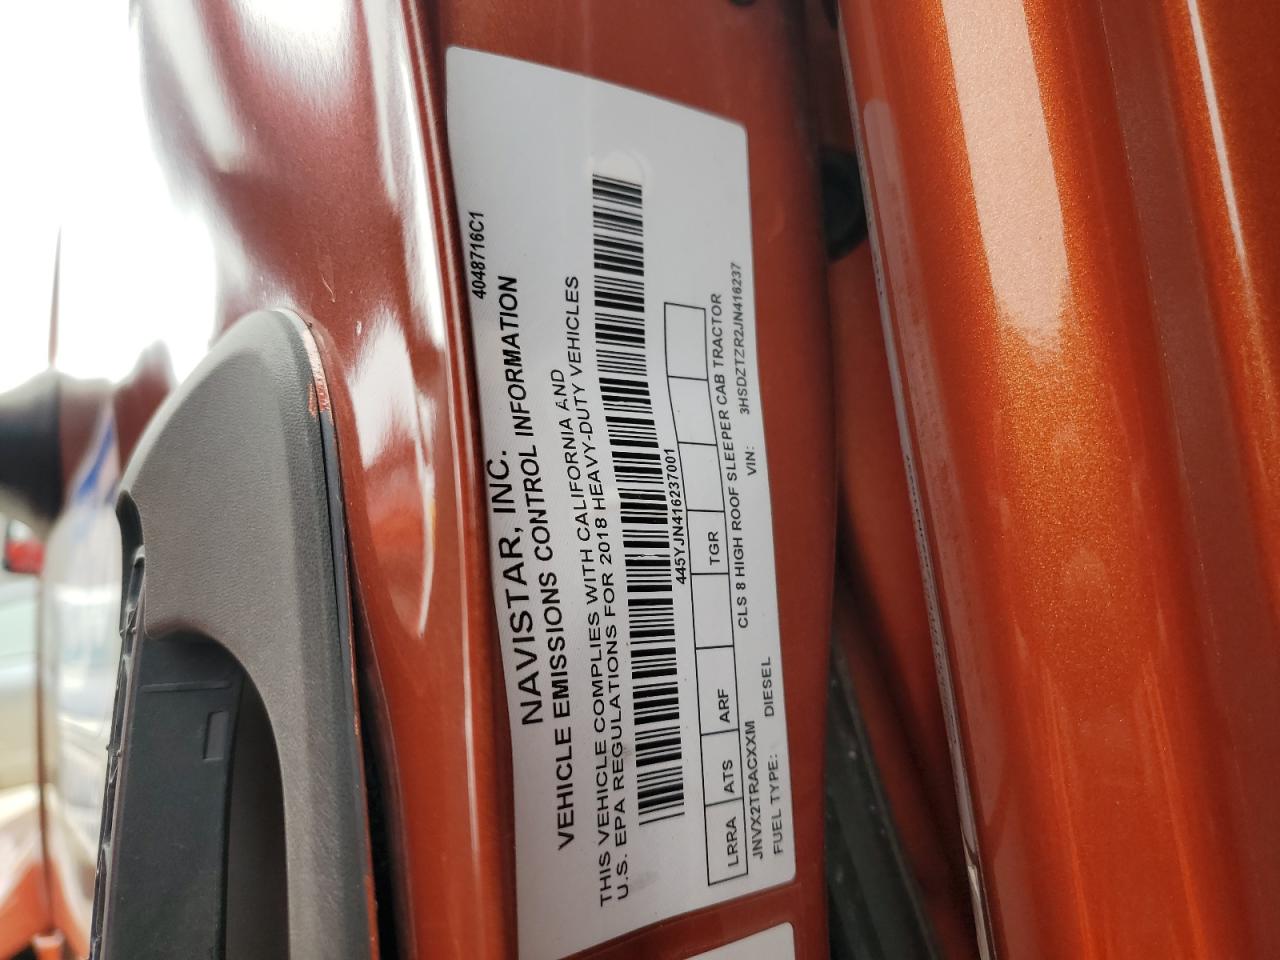 4048716C1
NAVISTAR, INC.
VEHICLE EMISSIONS CONTROL INFORMATION
THIS VEHICLE COMPLIES WITH CALIFORNIA AND
U.S. EPA REGULATIONS FOR 2018 HEAVY-DUTY VEHICLES
445YJN416237001
LRRA ATS ARF TGR
JNVX2TRACXXM CLS 8 HIGH ROOF SLEEPER CAB TRACTOR
FUEL TYPE: DIESEL VIN: 3HSDZTZR2JN416237